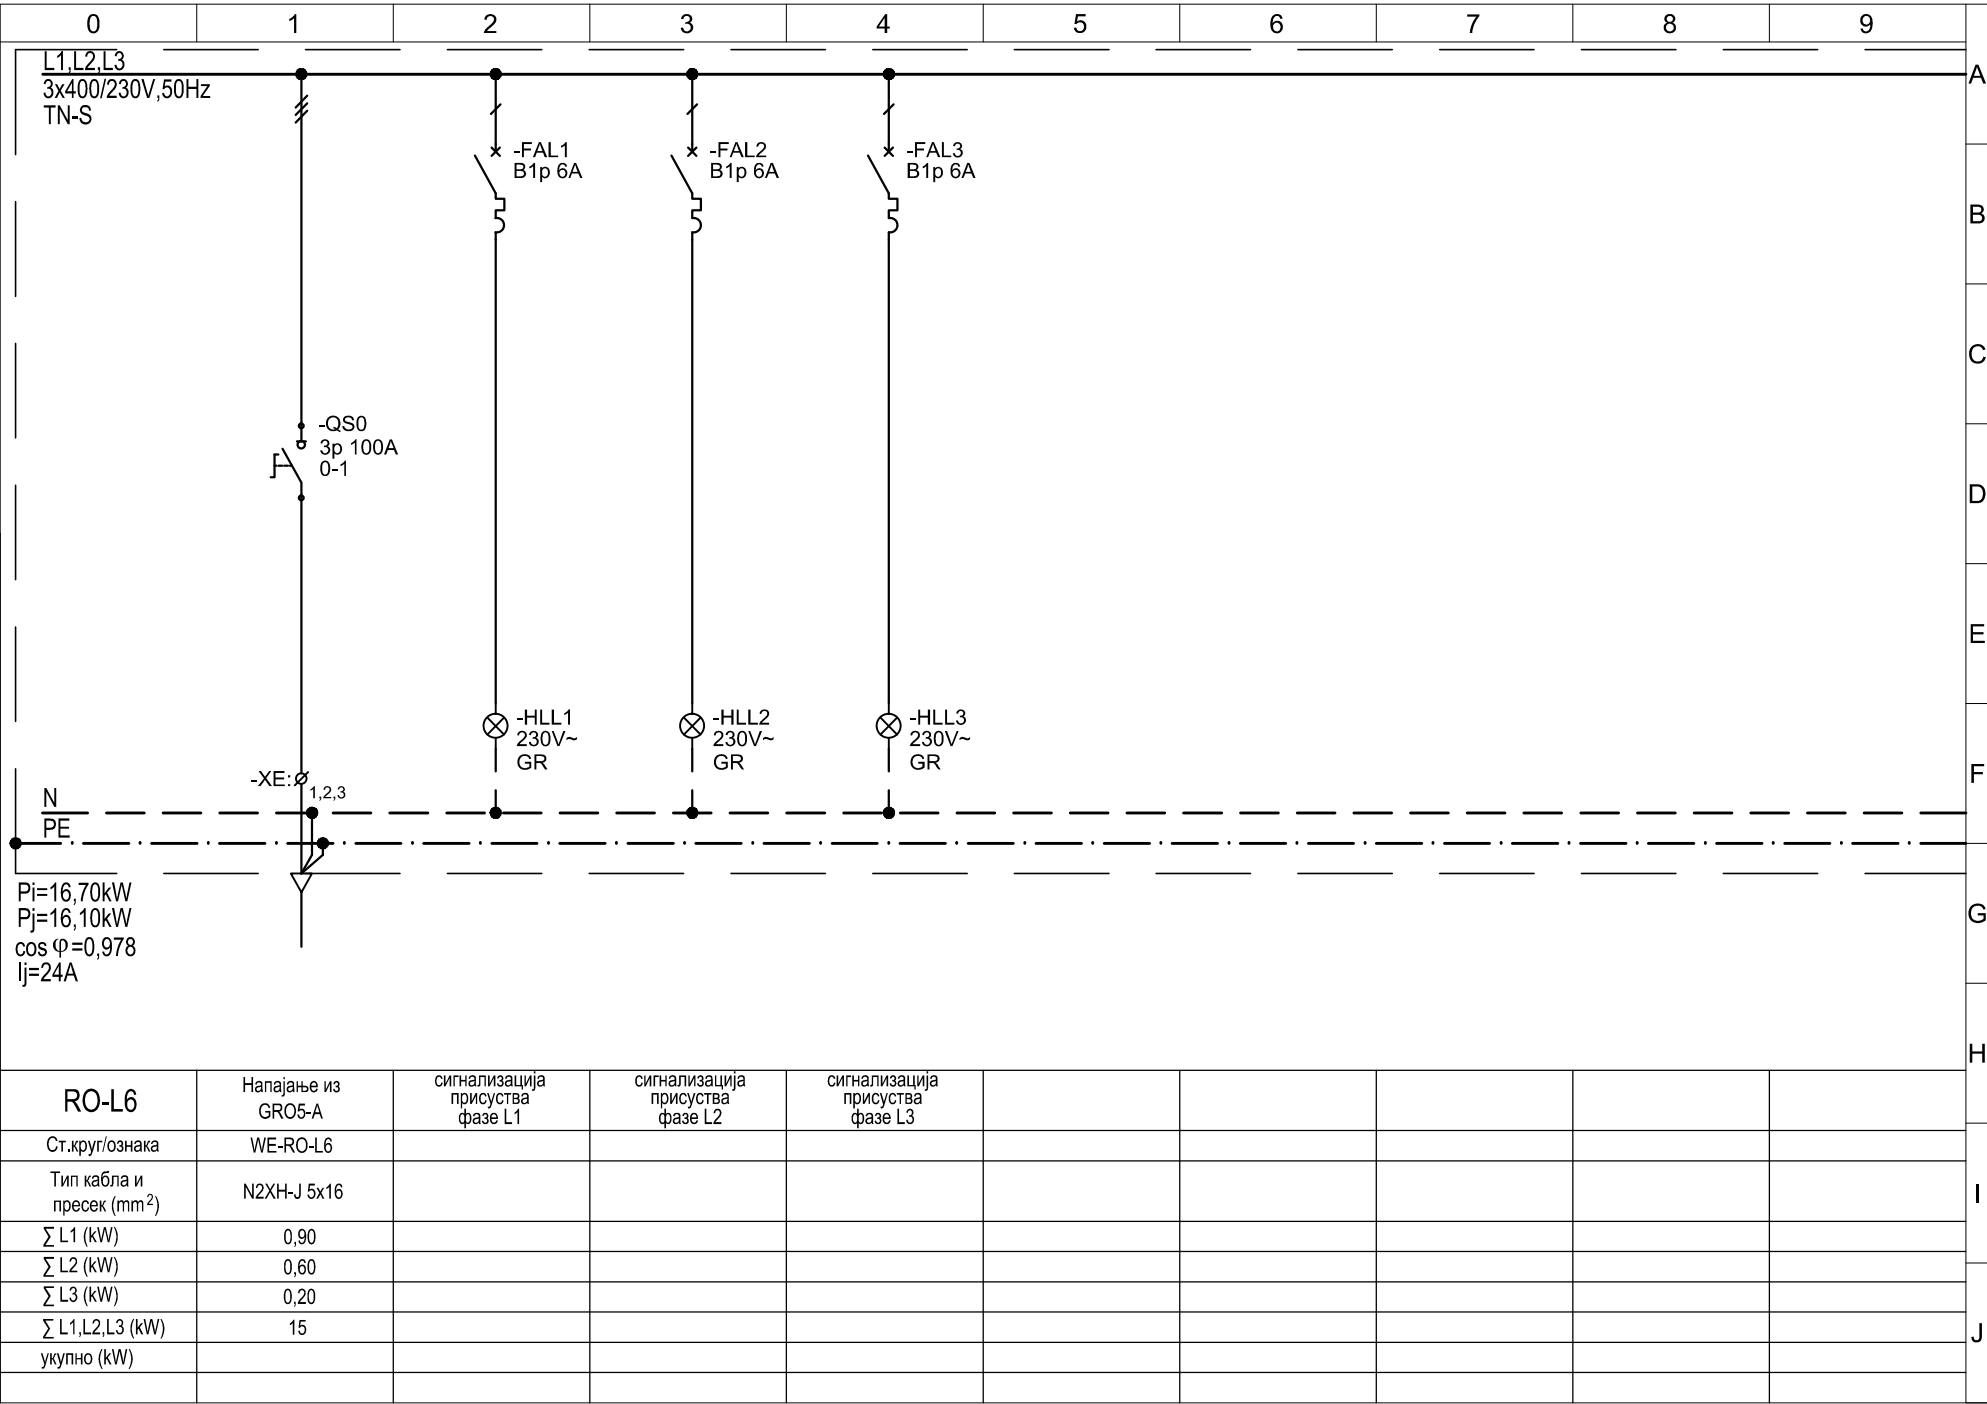 0 1 2 3 4 5 6 7 8 9
L1,L2,L3
3x400/230V,50Hz
TN-S
A
-FAL1
B1p 6A
-FAL2
B1p 6A
-FAL3
B1p 6A
B
C
-QS0
3p 100A
0-1
D
E
-HLL1
230V~
GR
-HLL2
230V~
GR
-HLL3
230V~
GR
-XE:
1,2,3
F
N
PE
Pi=16,70kW
Pj=16,10kW
cos φ=0,978
Ij=24A
G
H
RO-L6
Напајање из
GRO5-A
сигнализација
присуства
фазе L1
сигнализација
присуства
фазе L2
сигнализација
присуства
фазе L3
Ст.круг/ознака WE-RO-L6
Тип кабла и
пресек (mm²)
N2XH-J 5x16
I
∑ L1 (kW) 0,90
∑ L2 (kW) 0,60
∑ L3 (kW) 0,20
∑ L1,L2,L3 (kW) 15
J
укупно (kW)